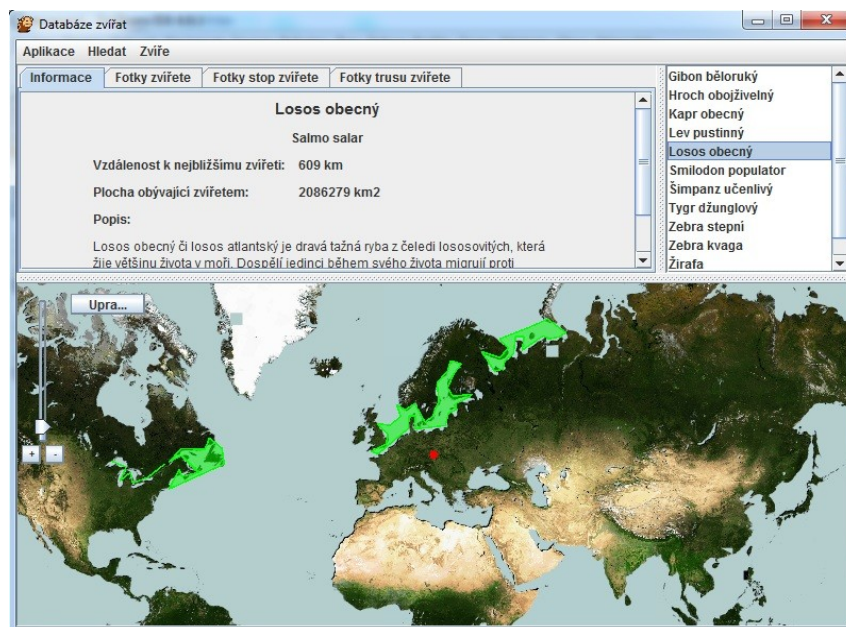 Databáze zvířat
Aplikace Hledat Zvíře
Informace Fotky zvířete Fotky stop zvířete Fotky trusu zvířete
Losos obecný
Salmo salar
Vzdálenost k nejbližšimu zvířeti: 609 km
Plocha obývající zvířetem: 2086279 km2
Popis:
Losos obecný či losos atlantský je dravá tažná ryba z čeledi lososovitých, která
žije většinu života v moři. Dospělí jedinci během svého života migrují proti
Gibon běloruký
Hroch obojživelný
Kapr obecný
Lev pustinný
Losos obecný
Smilodon populator
Šimpanz učenlivý
Tygr džunglový
Zebra stepní
Zebra kvaga
Žirafa
Upra...
+ -